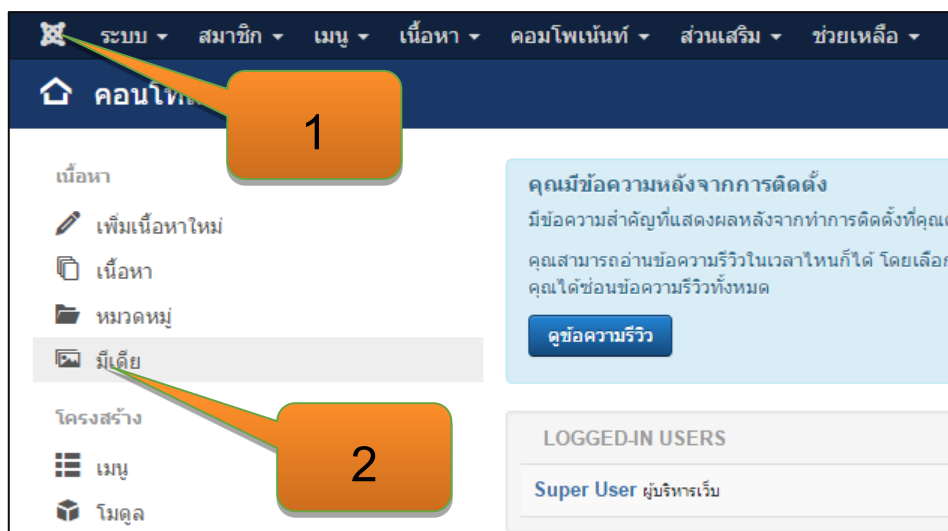 ระบบ สมาชิก เมนู เนื้อหา คอมโพเน้นท์ ส่วนเสริม ช่วยเหลือ
1
เนื้อหา
เพิ่มเนื้อหาใหม่
เนื้อหา
หมวดหมู่
มีเดีย
โครงสร้าง
เมนู
โมดูล
2
คุณมีข้อความหลังจากการติดตั้ง
มีข้อความสำคัญที่แสดงผลหลังจากทำการติดตั้งที่คุณ
คุณสามารถอ่านข้อความรีวิวในเวลาไหนก็ได้ โดยเลือก
คุณได้ซ่อนข้อความรีวิวทั้งหมด
ดูข้อความรีวิว
LOGGED-IN USERS
Super User ผู้บริหารเว็บ